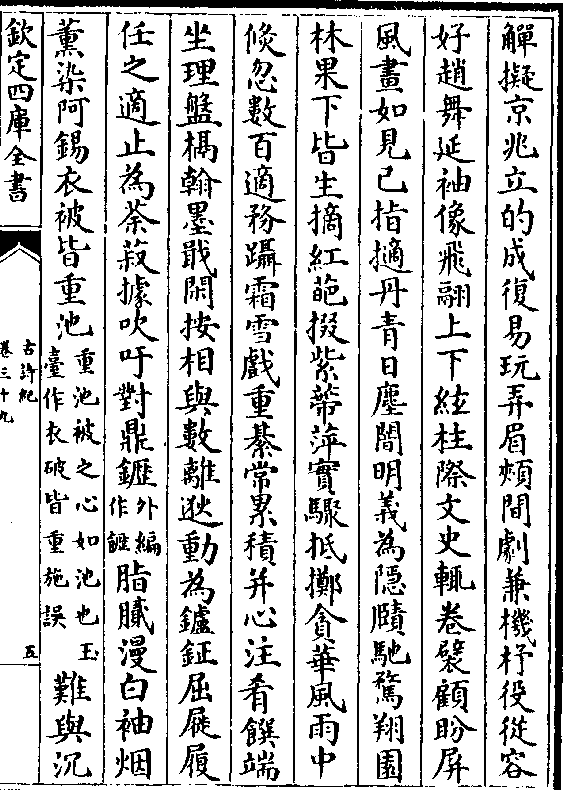 觶擬京兆立的成復易玩弄眉頰間劇兼機杼役從容
好趙舞延袖像飛翮上下絃柱際文史輒卷襞顧盼屏
風畫如見已指擿丹青日塵闇明義為隱賾馳騖翔園
林果下皆生摘紅葩掇紫蔕萍實驟抵擲貪華風雨中
倏忽數百適務躡霜雪戲重綦常累積并心注肴饌端
坐理盤槅翰墨戢閑按相與數離逖動為鑪鉦屈屣履
任之適止為荼菽據吹吁對鼎䥶外編作䥶脂膩漫白袖烟
薰染阿錫衣被皆重池重池被之心如池也玉臺作衣破皆重施誤難與沉
欽定四庫全書
古詩紀
卷三十九
五